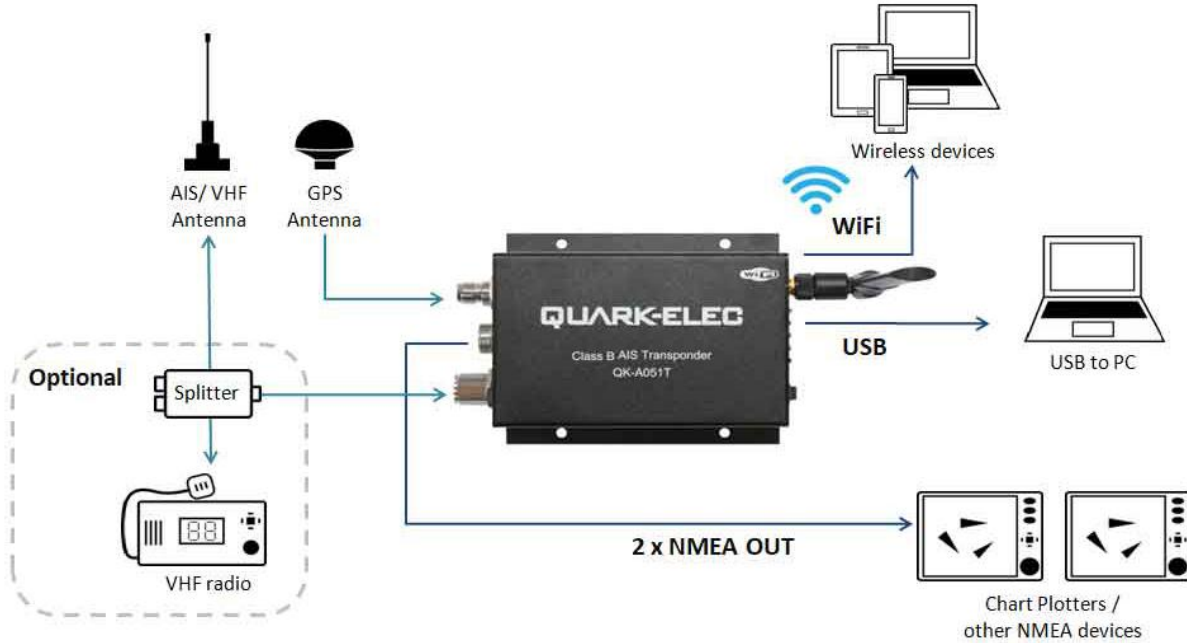 AIS/ VHF
Antenna
GPS
Antenna
Wireless devices
WiFi
WiFi
QUARK-ELEC
Class B AIS Transponder
QK-A051T
USB
USB to PC
Optional
Splitter
88
VHF radio
2 x NMEA OUT
Chart Plotters /
other NMEA devices